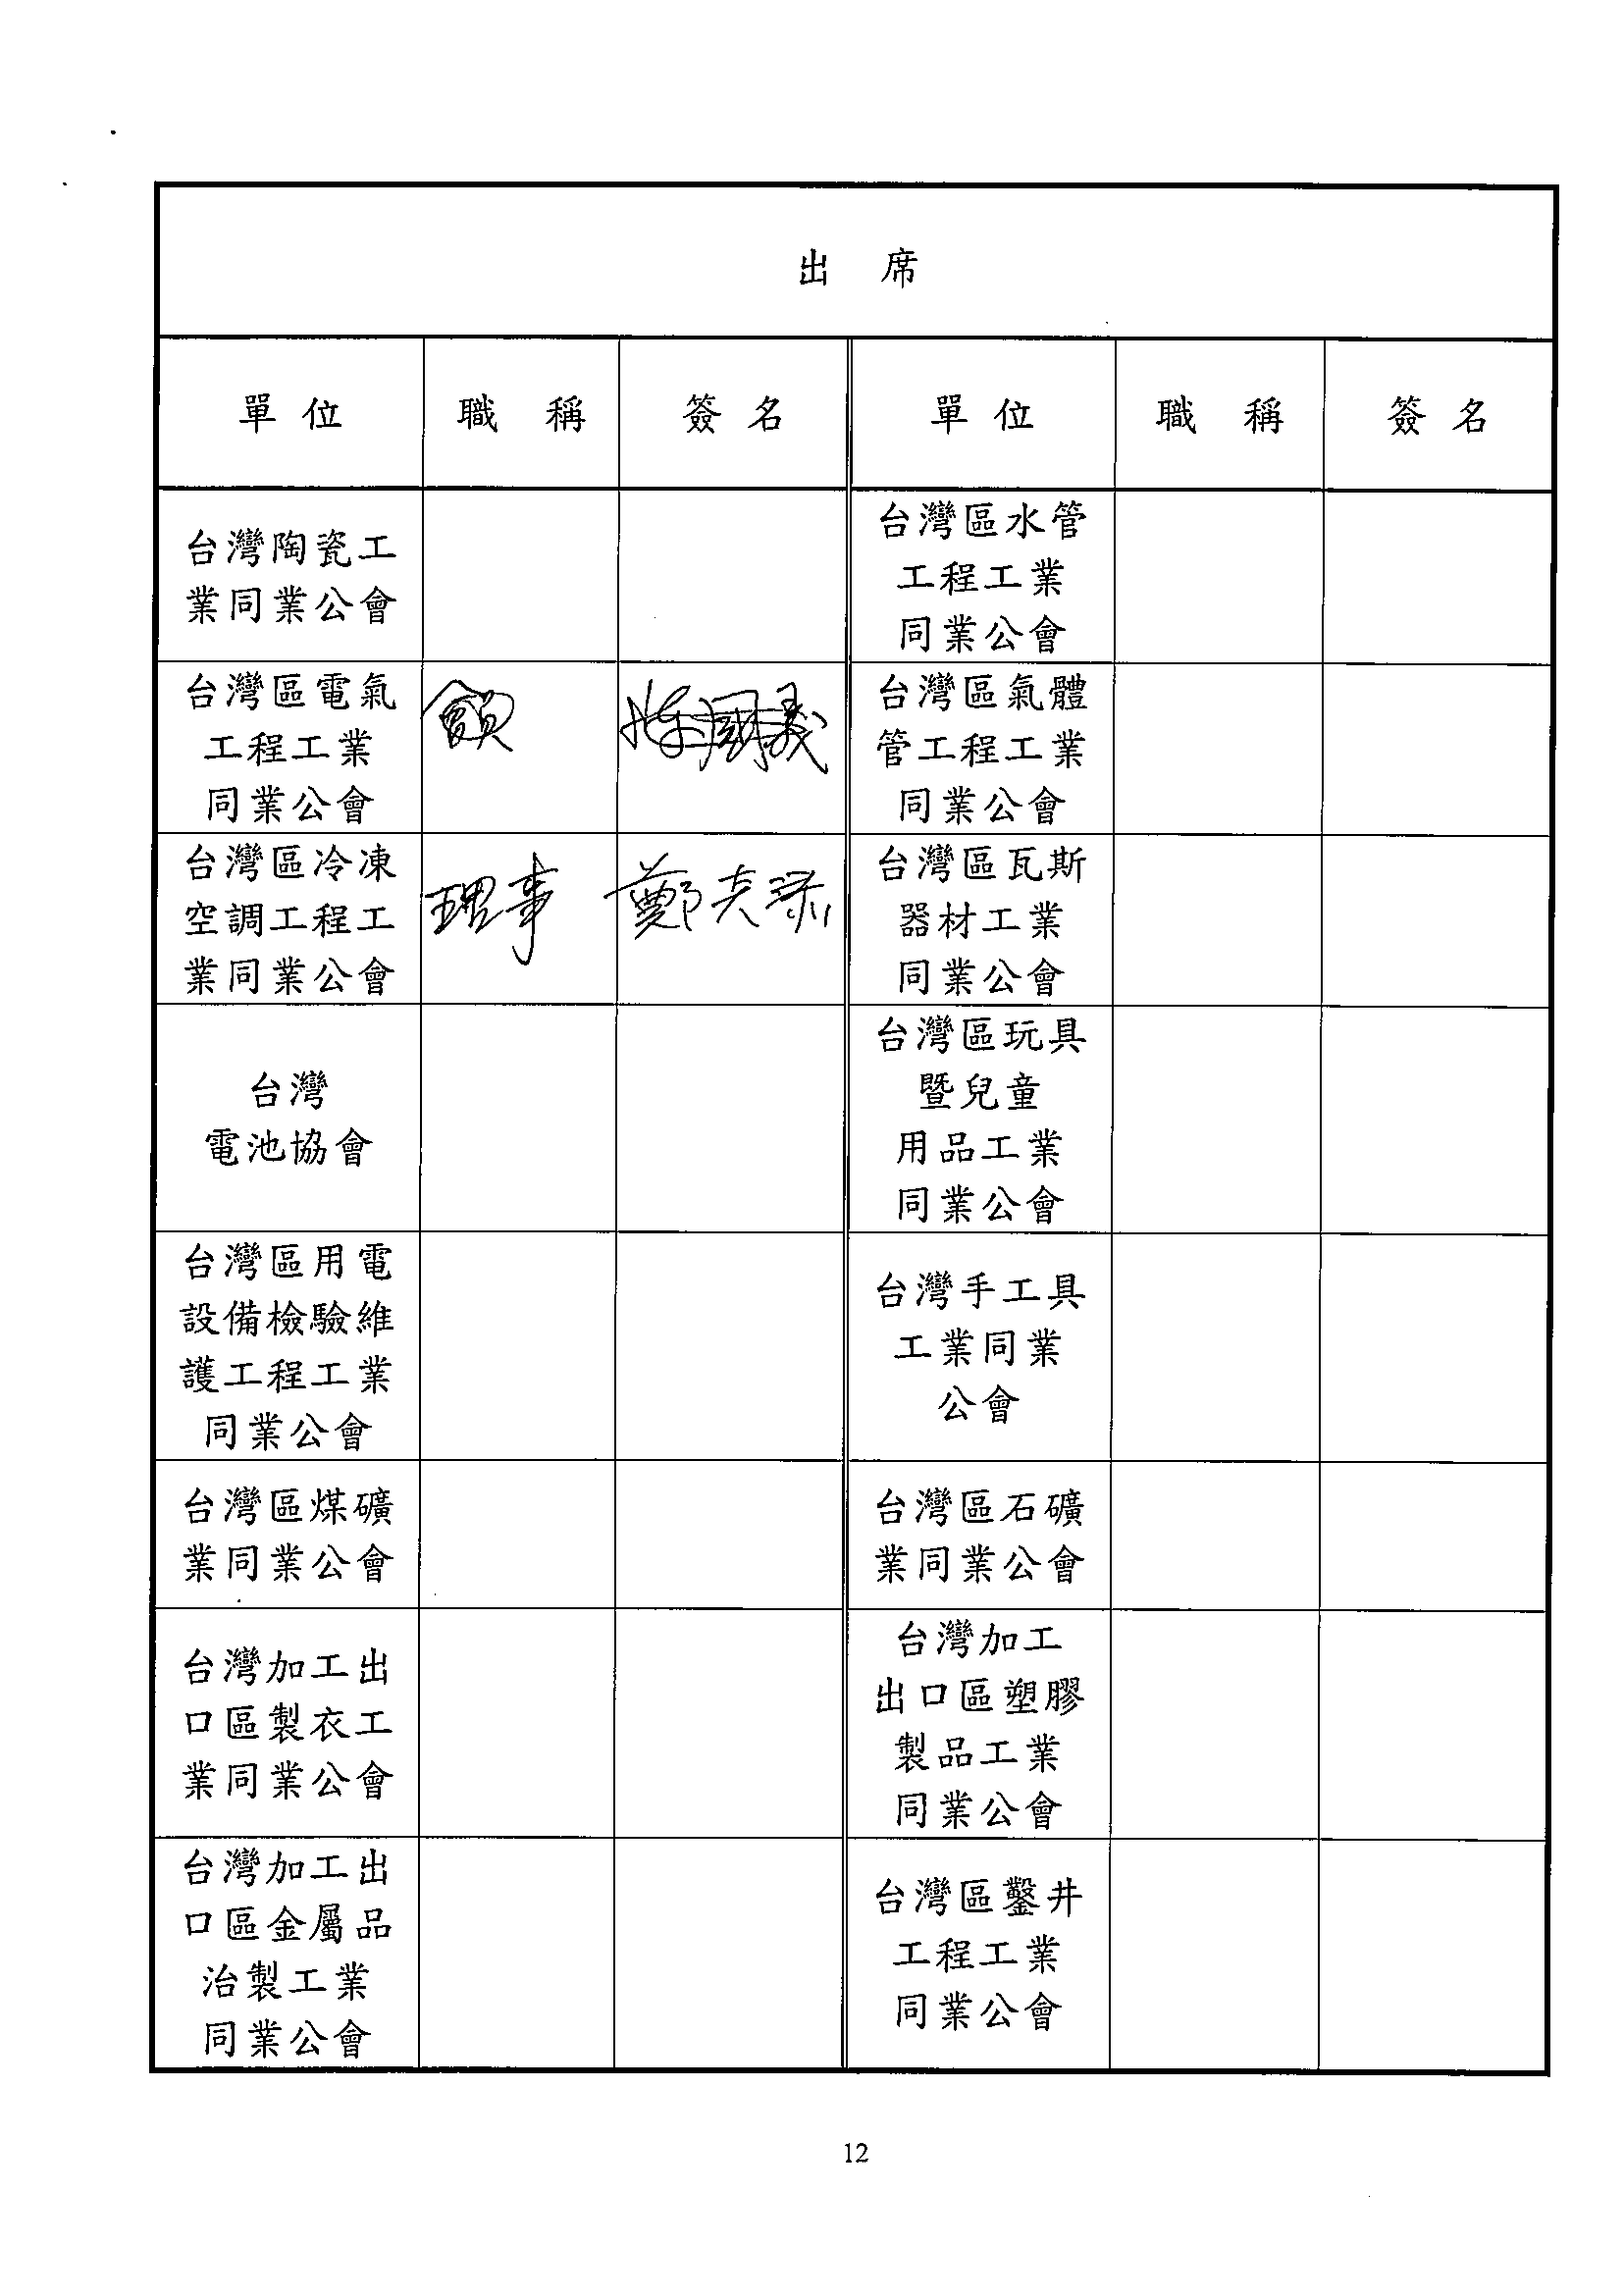 出席
單位 職稱 簽名 單位 職稱 簽名
台灣陶瓷工
業同業公會
台灣區水管
工程工業
同業公會
台灣區電氣
工程工業
同業公會
國義
台灣區氣體
管工程工業
同業公會
台灣區冷凍
空調工程工
業同業公會
理事
鄭
台灣區瓦斯
器材工業
同業公會
台灣
電池協會
台灣區玩具
暨兒童
用品工業
同業公會
台灣區用電
設備檢驗維
護工程工業
同業公會
台灣手工具
工業同業
公會
台灣區煤礦
業同業公會
台灣區石礦
業同業公會
台灣加工出
口區製衣工
業同業公會
台灣加工
出口區塑膠
製品工業
同業公會
台灣加工出
口區金屬品
治製工業
同業公會
台灣區鑿井
工程工業
同業公會
12